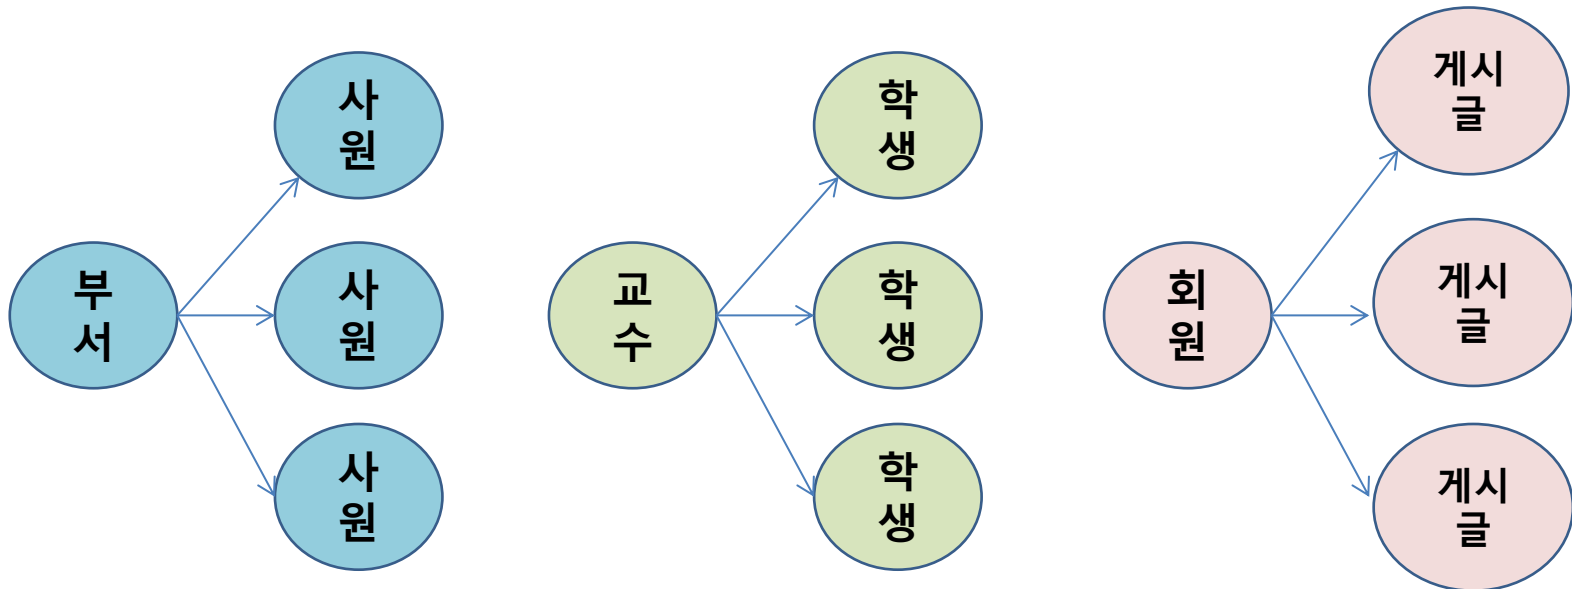 부
서
사
원
사
원
사
원
교
수
학
생
학
생
학
생
회
원
게시
글
게시
글
게시
글